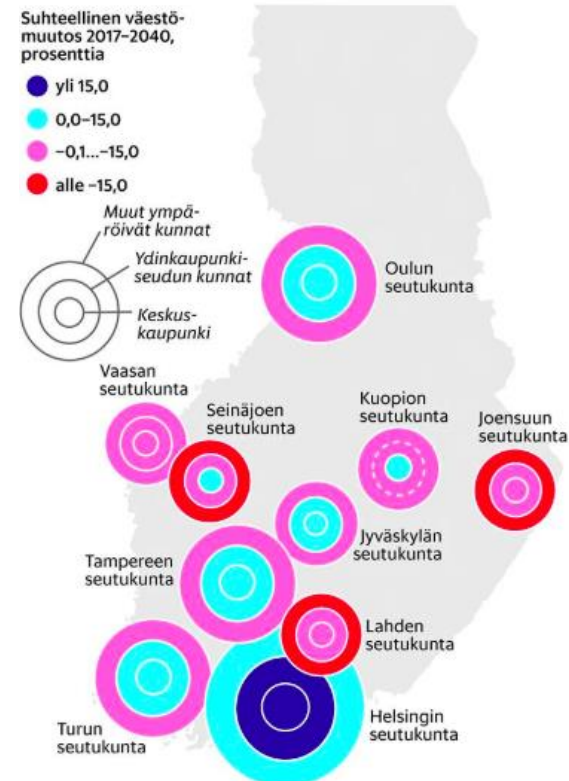 Suhteellinen väestö-
muutos 2017–2040,
prosenttia
yli 15,0
0,0–15,0
–0,1...–15,0
alle –15,0
Muut ympä-
röivät kunnat
Ydinkaupunki-
seudun kunnat
Keskus-
kaupunki
Oulun
seutukunta
Vaasan
seutukunta
Seinäjoen
seutukunta
Kuopion
seutukunta
Joensuun
seutukunta
Jyväskylän
seutukunta
Tampereen
seutukunta
Lahden
seutukunta
Turun
seutukunta
Helsingin
seutukunta